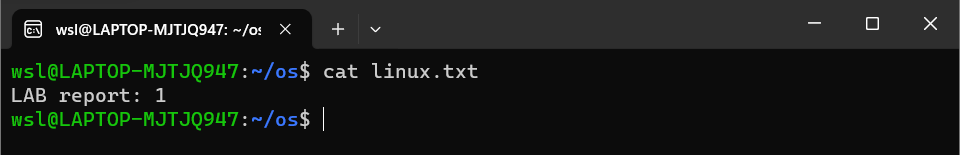 wsl@LAPTOP-MJTJQ947: ~/os
wsl@LAPTOP-MJTJQ947:~/os$ cat linux.txt
LAB report: 1
wsl@LAPTOP-MJTJQ947:~/os$